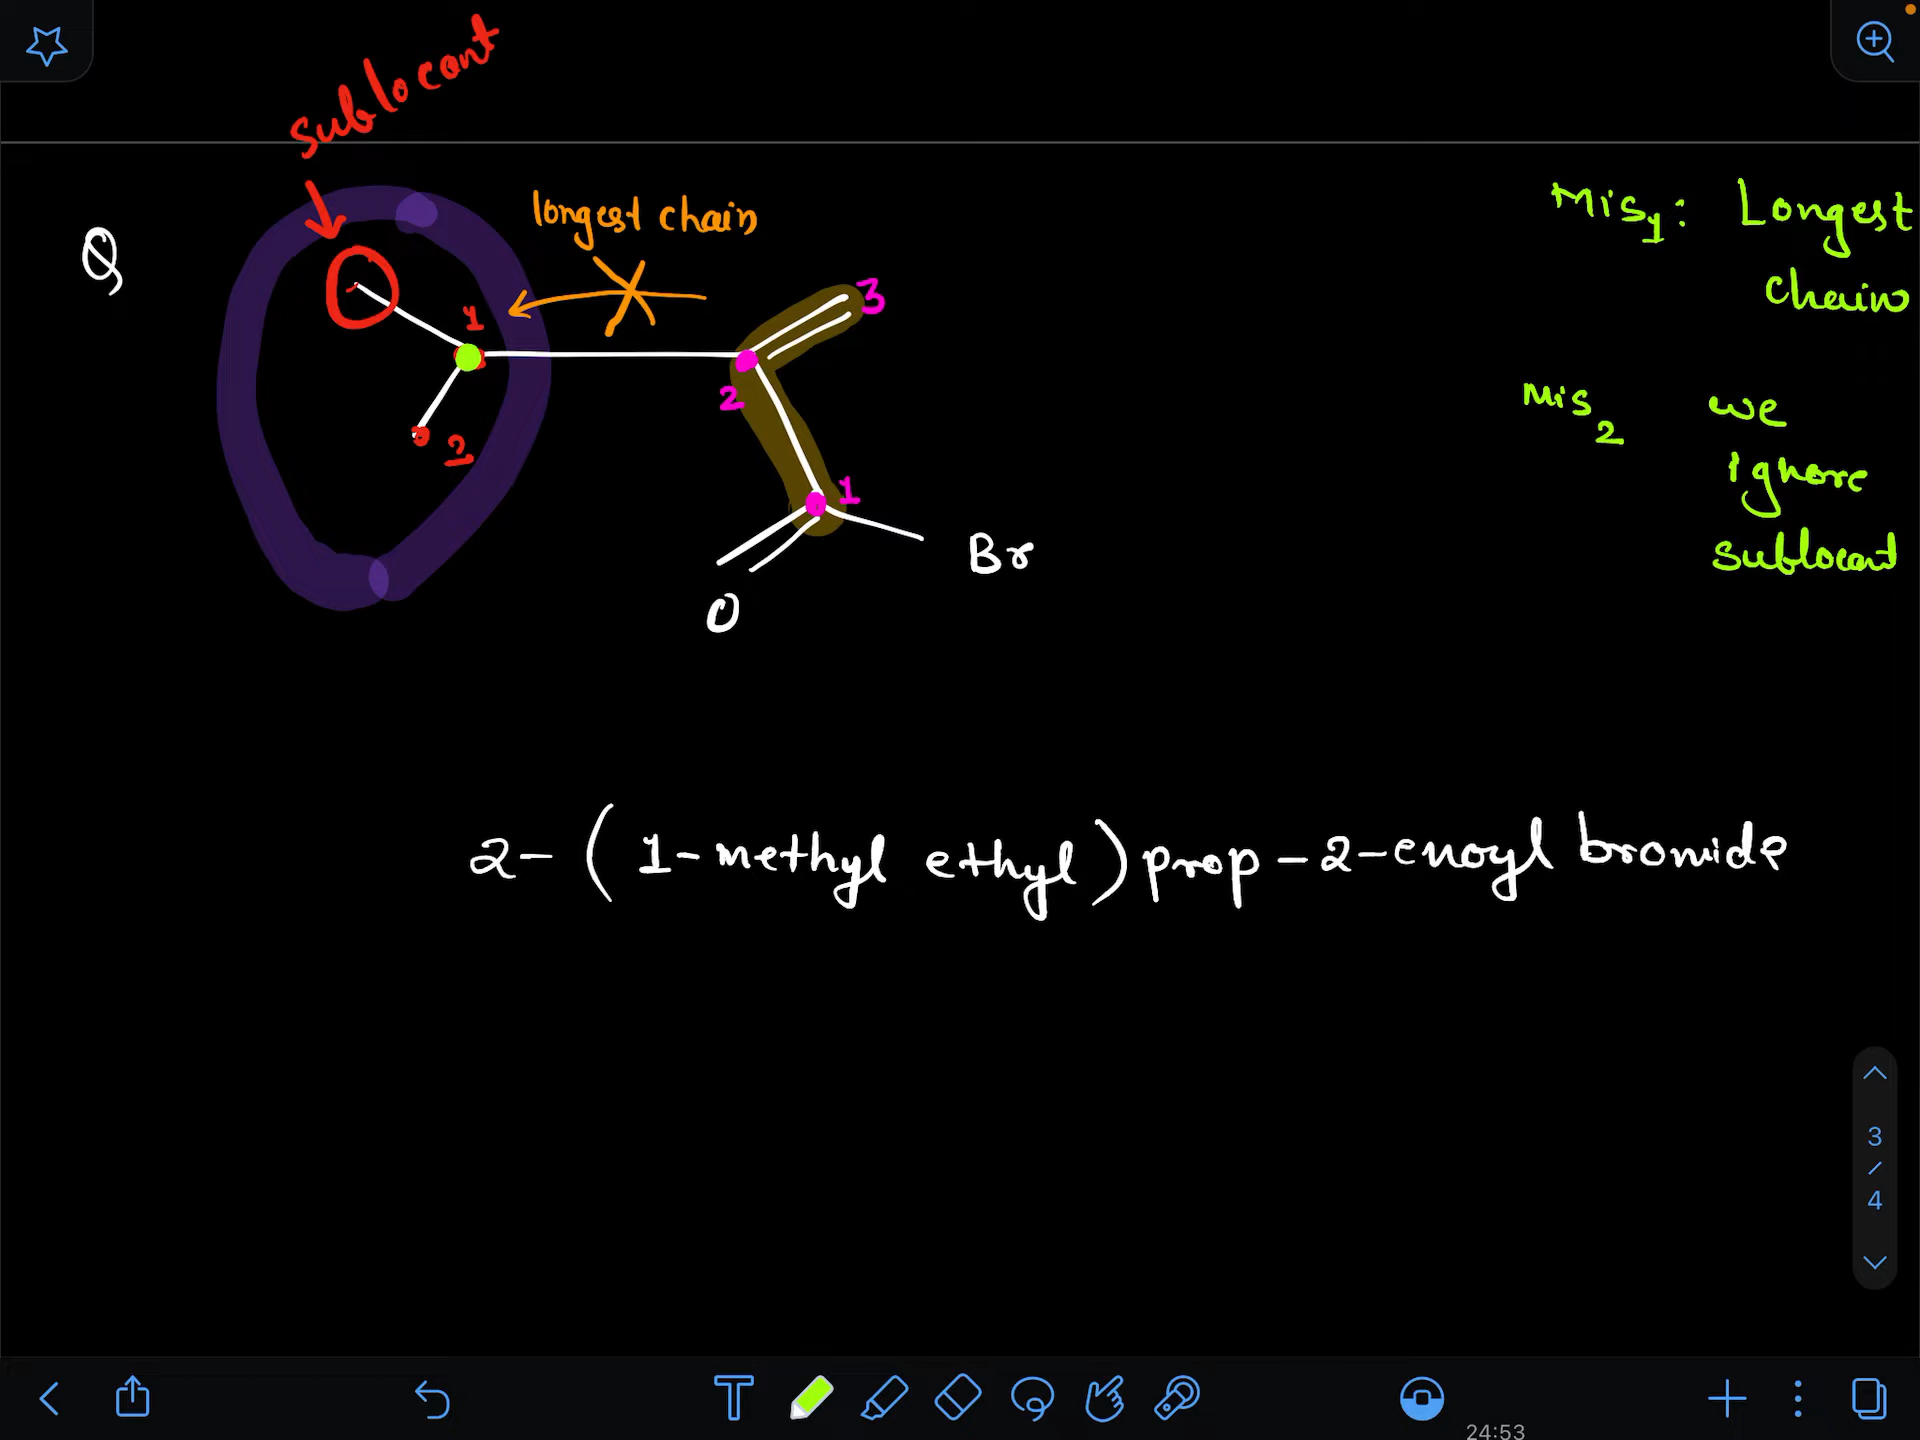 sublocant
Q
longest chain
1
2
3
2
1
Br
O
Mis1: Longest
Chain
Mis2 we
ignore
sublocant
2-(1-methyl ethyl)prop-2-enoyl bromide
3
/
4
T
24:53